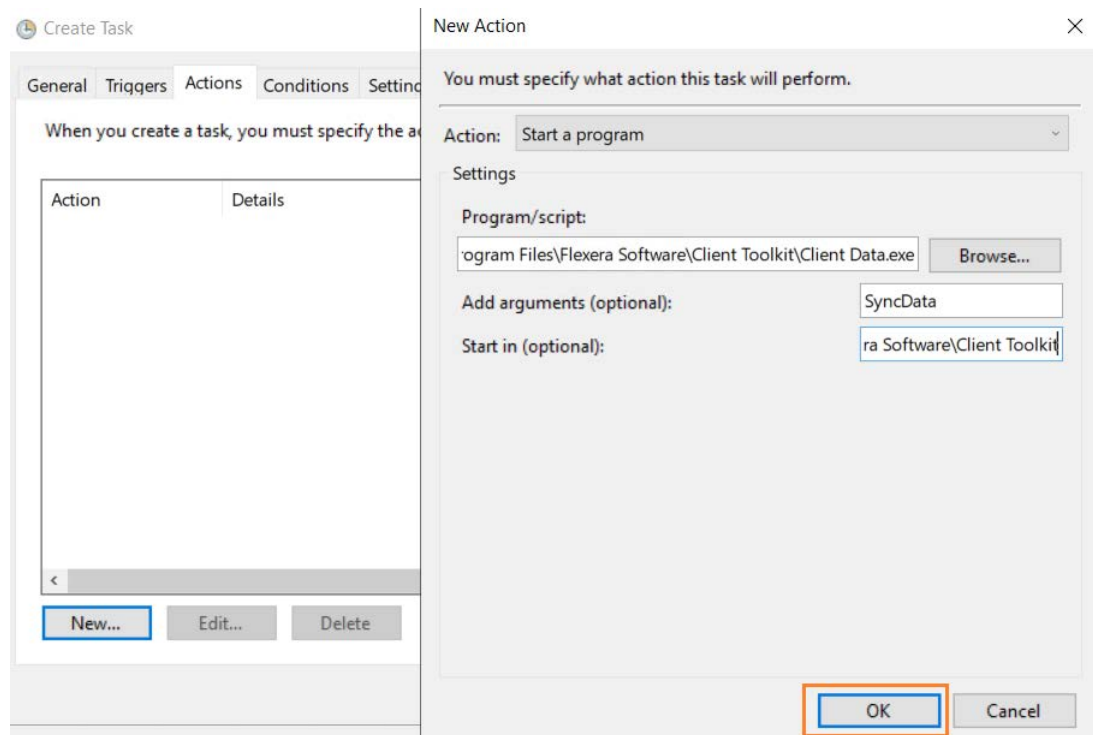 Create Task
General Triggers Actions Conditions Setting
When you create a task, you must specify the a
Action Details
New... Edit... Delete
New Action
You must specify what action this task will perform.
Action: Start a program
Settings
Program/script:
rogram Files\Flexera Software\Client Toolkit\Client Data.exe Browse...
Add arguments (optional): SyncData
Start in (optional): ra Software\Client Toolkit
OK Cancel